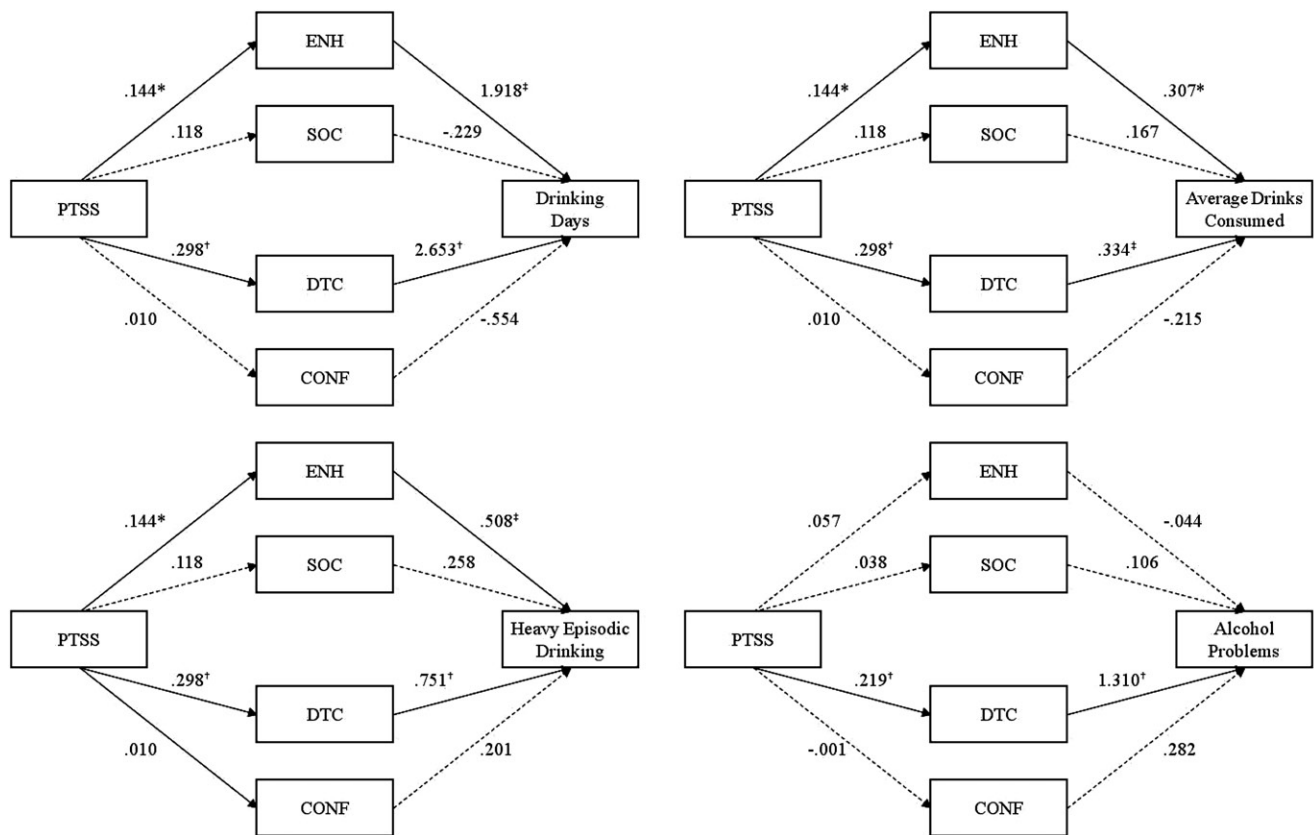 ENH
.144*
1.918‡
.118
SOC
-.229
PTSS
Drinking
Days
.298†
DTC
2.653†
.010
-.554
CONF
ENH
.144*
.307*
.118
SOC
.167
PTSS
Average Drinks
Consumed
.298†
DTC
.334‡
.010
-.215
CONF
ENH
.144*
.508‡
.118
SOC
.258
PTSS
Heavy Episodic
Drinking
.298†
DTC
.751†
.010
.201
CONF
ENH
.057
-.044
.038
SOC
.106
PTSS
Alcohol
Problems
.219†
DTC
1.310†
-.001
.282
CONF